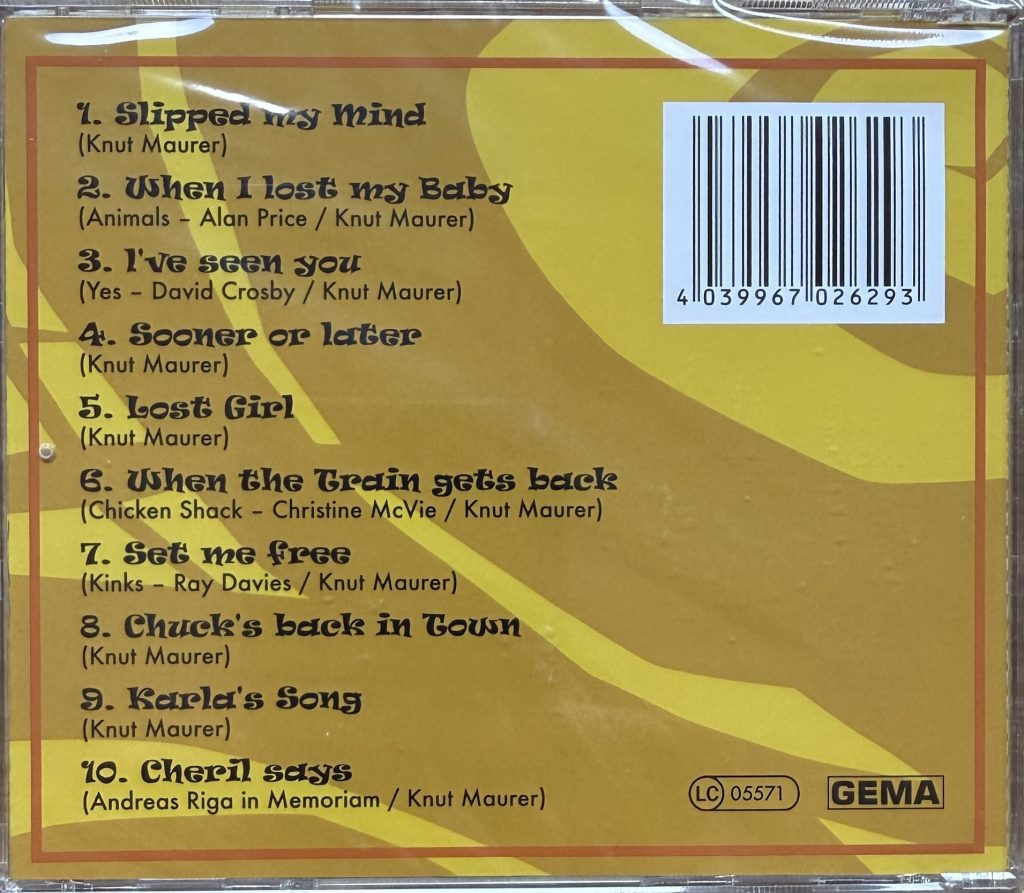 1. Slipped my Mind
(Knut Maurer)
2. When I lost my Baby
(Animals – Alan Price / Knut Maurer)
3. I've seen you
(Yes – David Crosby / Knut Maurer)
4. Sooner or later
(Knut Maurer)
5. Lost Girl
(Knut Maurer)
6. When the Train gets back
(Chicken Shack – Christine McVie / Knut Maurer)
7. Set me free
(Kinks – Ray Davies / Knut Maurer)
8. Chuck's back in Town
(Knut Maurer)
9. Karla's Song
(Knut Maurer)
10. Cheril says
(Andreas Riga in Memoriam / Knut Maurer)
4 039967 026293
LC 05571
GEMA